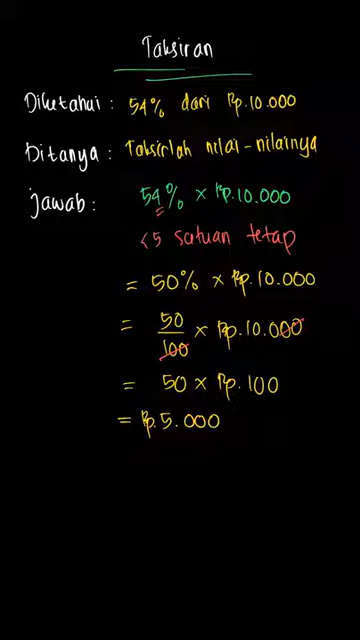 Taksiran
Diketahui : 54% dari Rp.10.000
Ditanya : Taksirlah nilai-nilainya
Jawab : 54% × Rp.10.000
<5 satuan tetap
= 50% × Rp.10.000
= 50/100 × Rp.10.000
= 50 × Rp.100
= Rp.5.000